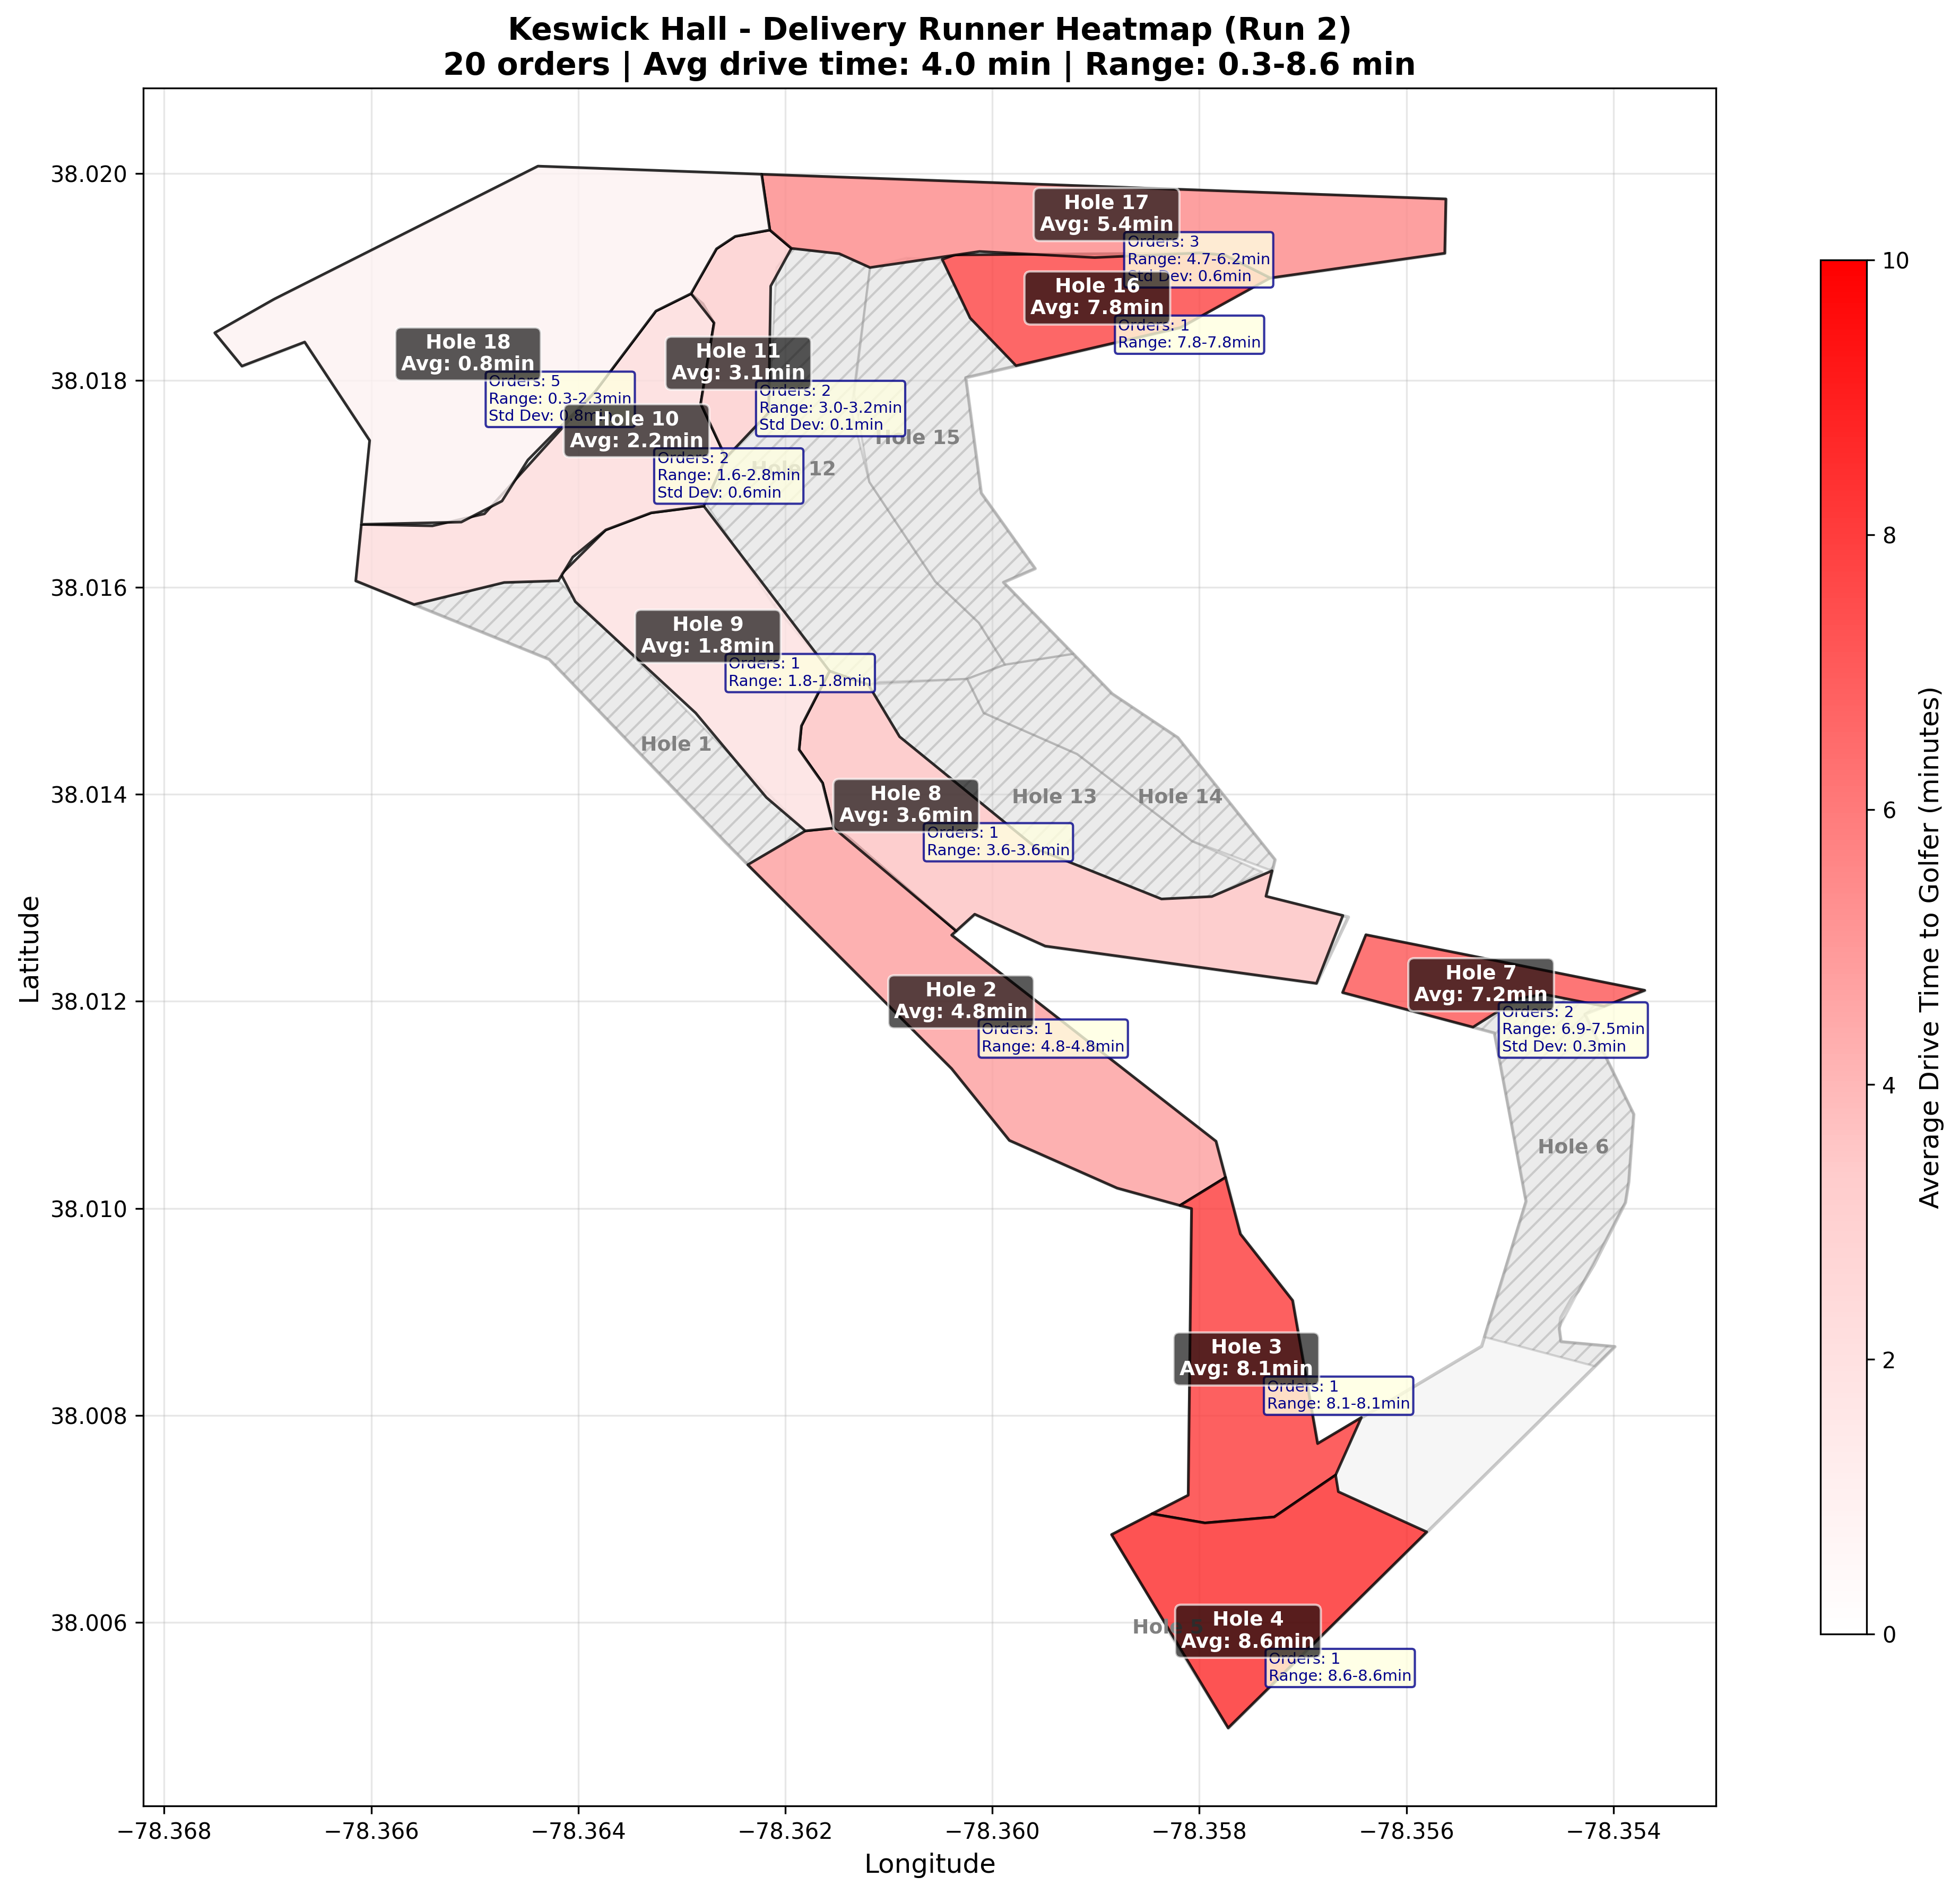 Keswick Hall - Delivery Runner Heatmap (Run 2)
20 orders | Avg drive time: 4.0 min | Range: 0.3-8.6 min
Latitude
38.020
38.018
38.016
38.014
38.012
38.010
38.008
38.006
Hole 17
Avg: 5.4min
Orders: 3
Range: 4.7-6.2min
Std Dev: 0.6min
Hole 16
Avg: 7.8min
Orders: 1
Range: 7.8-7.8min
Hole 18
Avg: 0.8min
Orders: 5
Range: 0.3-2.3min
Std Dev: 0.8min
Hole 11
Avg: 3.1min
Orders: 2
Range: 3.0-3.2min
Std Dev: 0.1min
Hole 10
Avg: 2.2min
Orders: 2
Range: 1.6-2.8min
Std Dev: 0.6min
Hole 15
Hole 12
Hole 9
Avg: 1.8min
Orders: 1
Range: 1.8-1.8min
Hole 1
Hole 8
Avg: 3.6min
Orders: 1
Range: 3.6-3.6min
Hole 13
Hole 14
Hole 2
Avg: 4.8min
Orders: 1
Range: 4.8-4.8min
Hole 7
Avg: 7.2min
Orders: 2
Range: 6.9-7.5min
Std Dev: 0.3min
Hole 6
Hole 3
Avg: 8.1min
Orders: 1
Range: 8.1-8.1min
Hole 4
Avg: 8.6min
Orders: 1
Range: 8.6-8.6min
−78.368
−78.366
−78.364
−78.362
−78.360
−78.358
−78.356
−78.354
Longitude
10
8
6
4
2
0
Average Drive Time to Golfer (minutes)